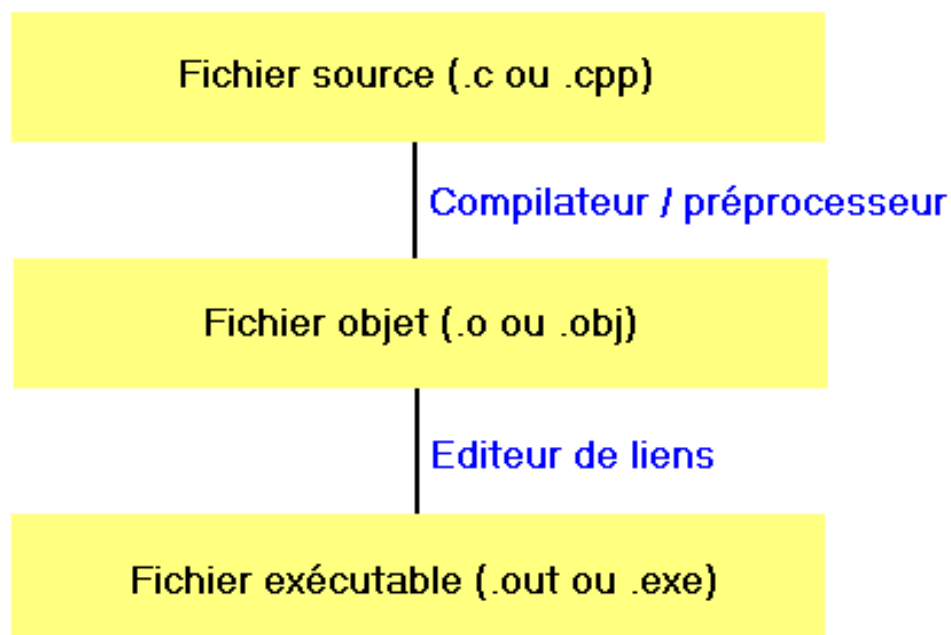 Fichier source (.c ou .cpp)
Compilateur / préprocesseur
Fichier objet (.o ou .obj)
Editeur de liens
Fichier exécutable (.out ou .exe)